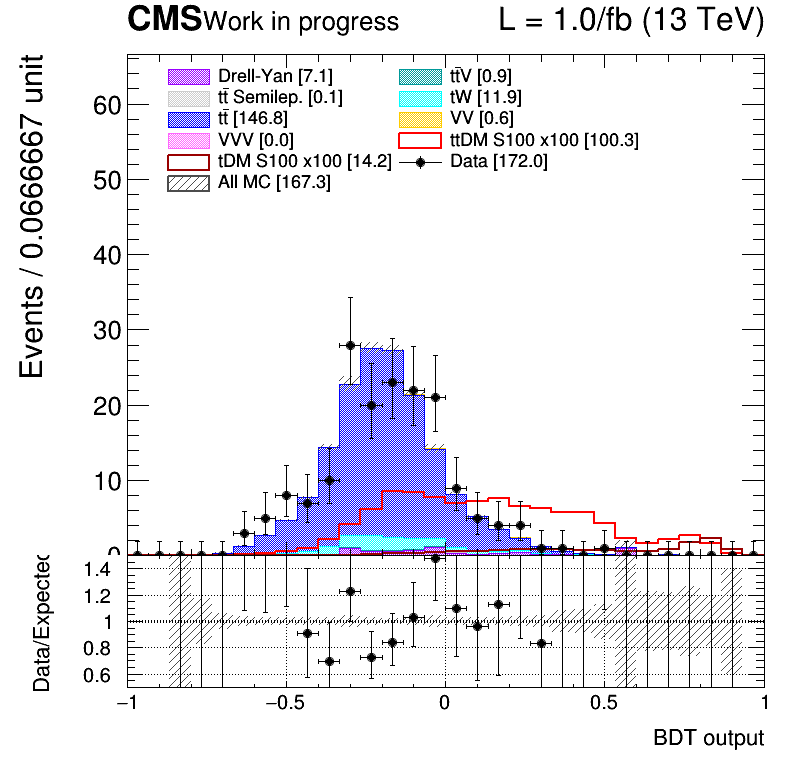 CMS Work in progress L = 1.0/fb (13 TeV)
Events / 0.0666667 unit
Drell-Yan [7.1] tt̄V [0.9]
tt̄ Semilep. [0.1] tW [11.9]
tt̄ [146.8] VV [0.6]
VVV [0.0] ttDM S100 x100 [100.3]
tDM S100 x100 [14.2] Data [172.0]
All MC [167.3]
60
50
40
30
20
10
0
Data/Expected
1.4
1.2
1
0.8
0.6
−1 −0.5 0 0.5 1
BDT output